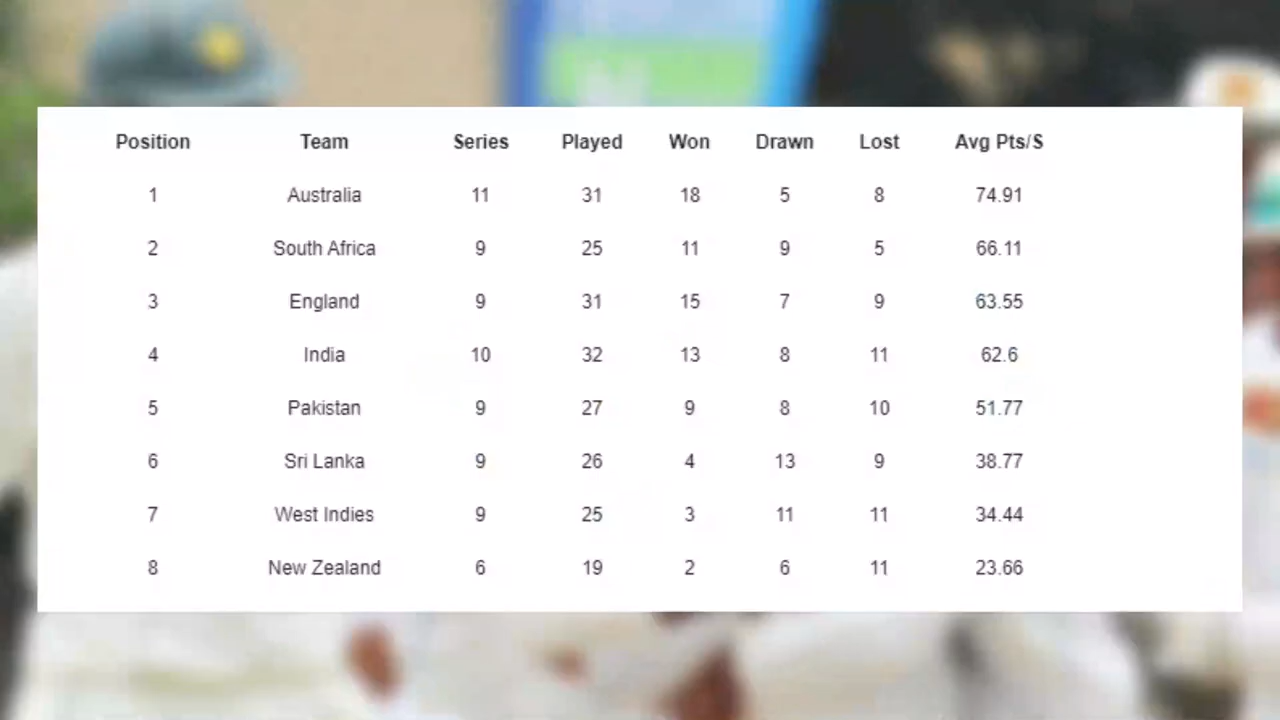 Position Team Series Played Won Drawn Lost Avg Pts/S
1 Australia 11 31 18 5 8 74.91
2 South Africa 9 25 11 9 5 66.11
3 England 9 31 15 7 9 63.55
4 India 10 32 13 8 11 62.6
5 Pakistan 9 27 9 8 10 51.77
6 Sri Lanka 9 26 4 13 9 38.77
7 West Indies 9 25 3 11 11 34.44
8 New Zealand 6 19 2 6 11 23.66